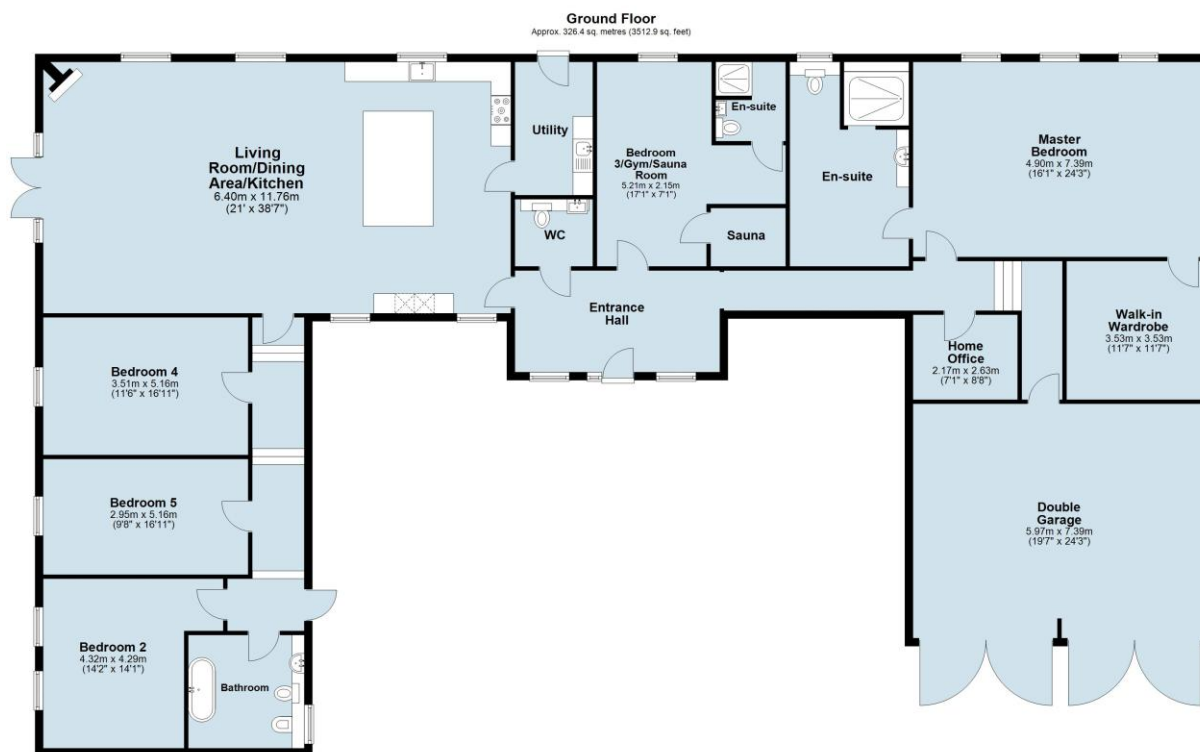 Ground Floor
Approx. 326.4 sq. metres (3512.9 sq. feet)
Living
Room/Dining
Area/Kitchen
6.40m x 11.76m
(21' x 38'7")
Utility
WC
Bedroom
3/Gym/Sauna
Room
5.21m x 2.15m
(17'1" x 7'1")
En-suite
Sauna
En-suite
Master
Bedroom
4.90m x 7.39m
(16'1" x 24'3")
Entrance
Hall
Home
Office
2.17m x 2.63m
(7'1" x 8'8")
Walk-in
Wardrobe
3.53m x 3.53m
(11'7" x 11'7")
Bedroom 4
3.51m x 5.16m
(11'6" x 16'11")
Bedroom 5
2.95m x 5.16m
(9'8" x 16'11")
Double
Garage
5.97m x 7.39m
(19'7" x 24'3")
Bedroom 2
4.32m x 4.29m
(14'2" x 14'1")
Bathroom